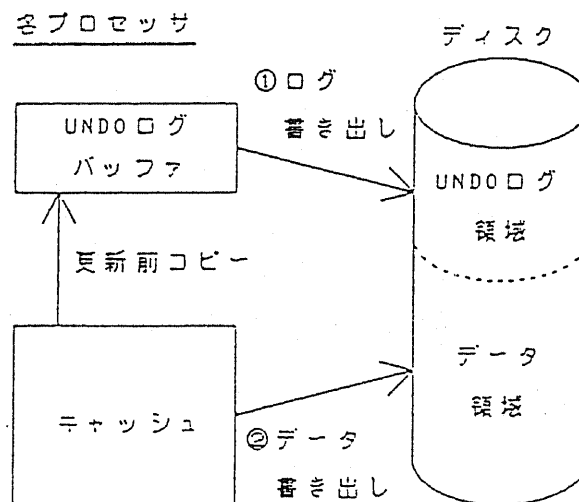 各プロセッサ
ディスク
①ログ
書き出し
UNDOログ
バッファ
UNDOログ
領域
更新前コピー
データ
領域
キャッシュ
②データ
書き出し